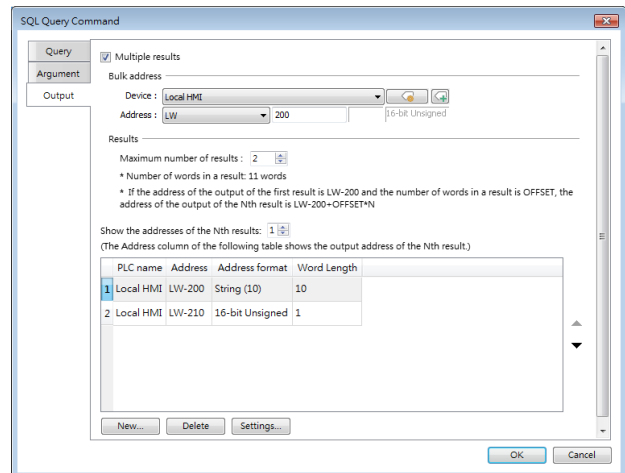 SQL Query Command
Query
Argument
Output
Multiple results
Bulk address
Device : Local HMI
Address : LW 200 16-bit Unsigned
Results
Maximum number of results : 2
* Number of words in a result: 11 words
* If the address of the output of the first result is LW-200 and the number of words in a result is OFFSET, the
address of the output of the Nth result is LW-200+OFFSET*N
Show the addresses of the Nth results: 1
(The Address column of the following table shows the output address of the Nth result.)
PLC name Address Address format Word Length
1 Local HMI LW-200 String (10) 10
2 Local HMI LW-210 16-bit Unsigned 1
New... Delete Settings...
OK Cancel